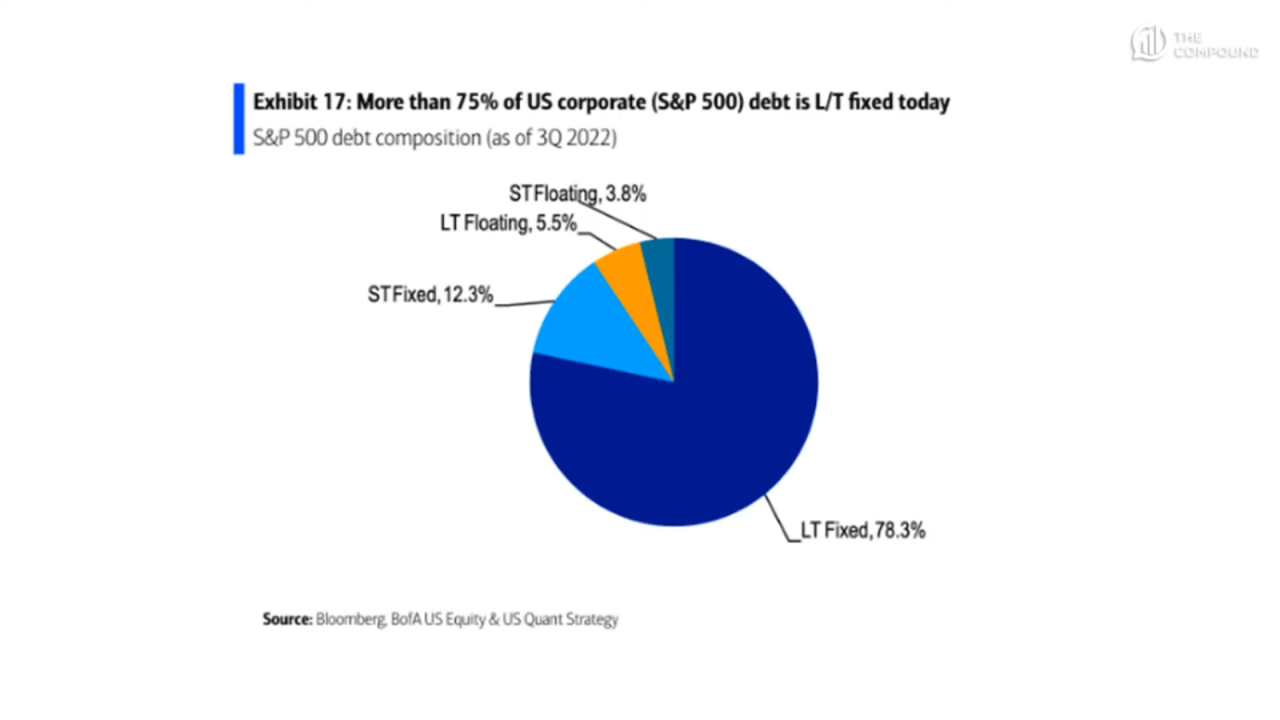 THE
COMPOUND
Exhibit 17: More than 75% of US corporate (S&P 500) debt is L/T fixed today
S&P 500 debt composition (as of 3Q 2022)
ST Floating, 3.8%
LT Floating, 5.5%
ST Fixed, 12.3%
LT Fixed, 78.3%
Source: Bloomberg, BofA US Equity & US Quant Strategy